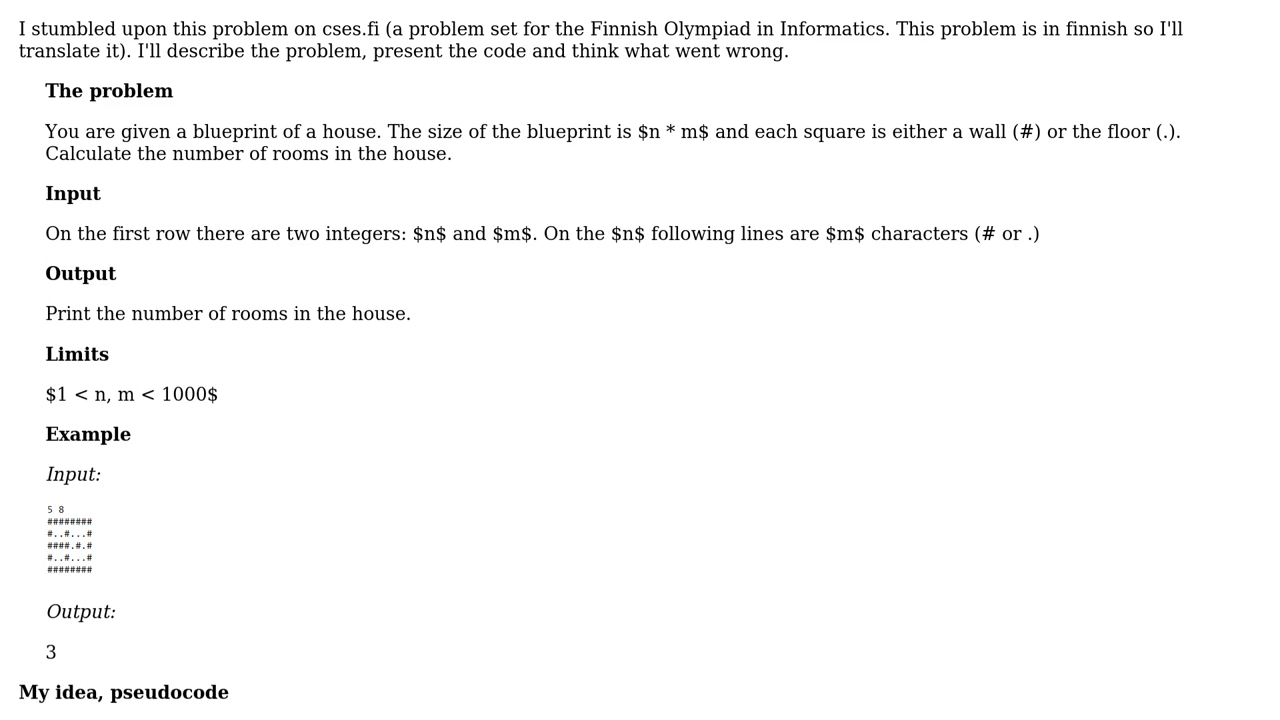 I stumbled upon this problem on cses.fi (a problem set for the Finnish Olympiad in Informatics. This problem is in finnish so I'll
translate it). I'll describe the problem, present the code and think what went wrong.
The problem
You are given a blueprint of a house. The size of the blueprint is $n * m$ and each square is either a wall (#) or the floor (.).
Calculate the number of rooms in the house.
Input
On the first row there are two integers: $n$ and $m$. On the $n$ following lines are $m$ characters (# or .)
Output
Print the number of rooms in the house.
Limits
$1 < n, m < 1000$
Example
Input:
5 8
########
#..#...#
####.#.#
#..#...#
########
Output:
3
My idea, pseudocode